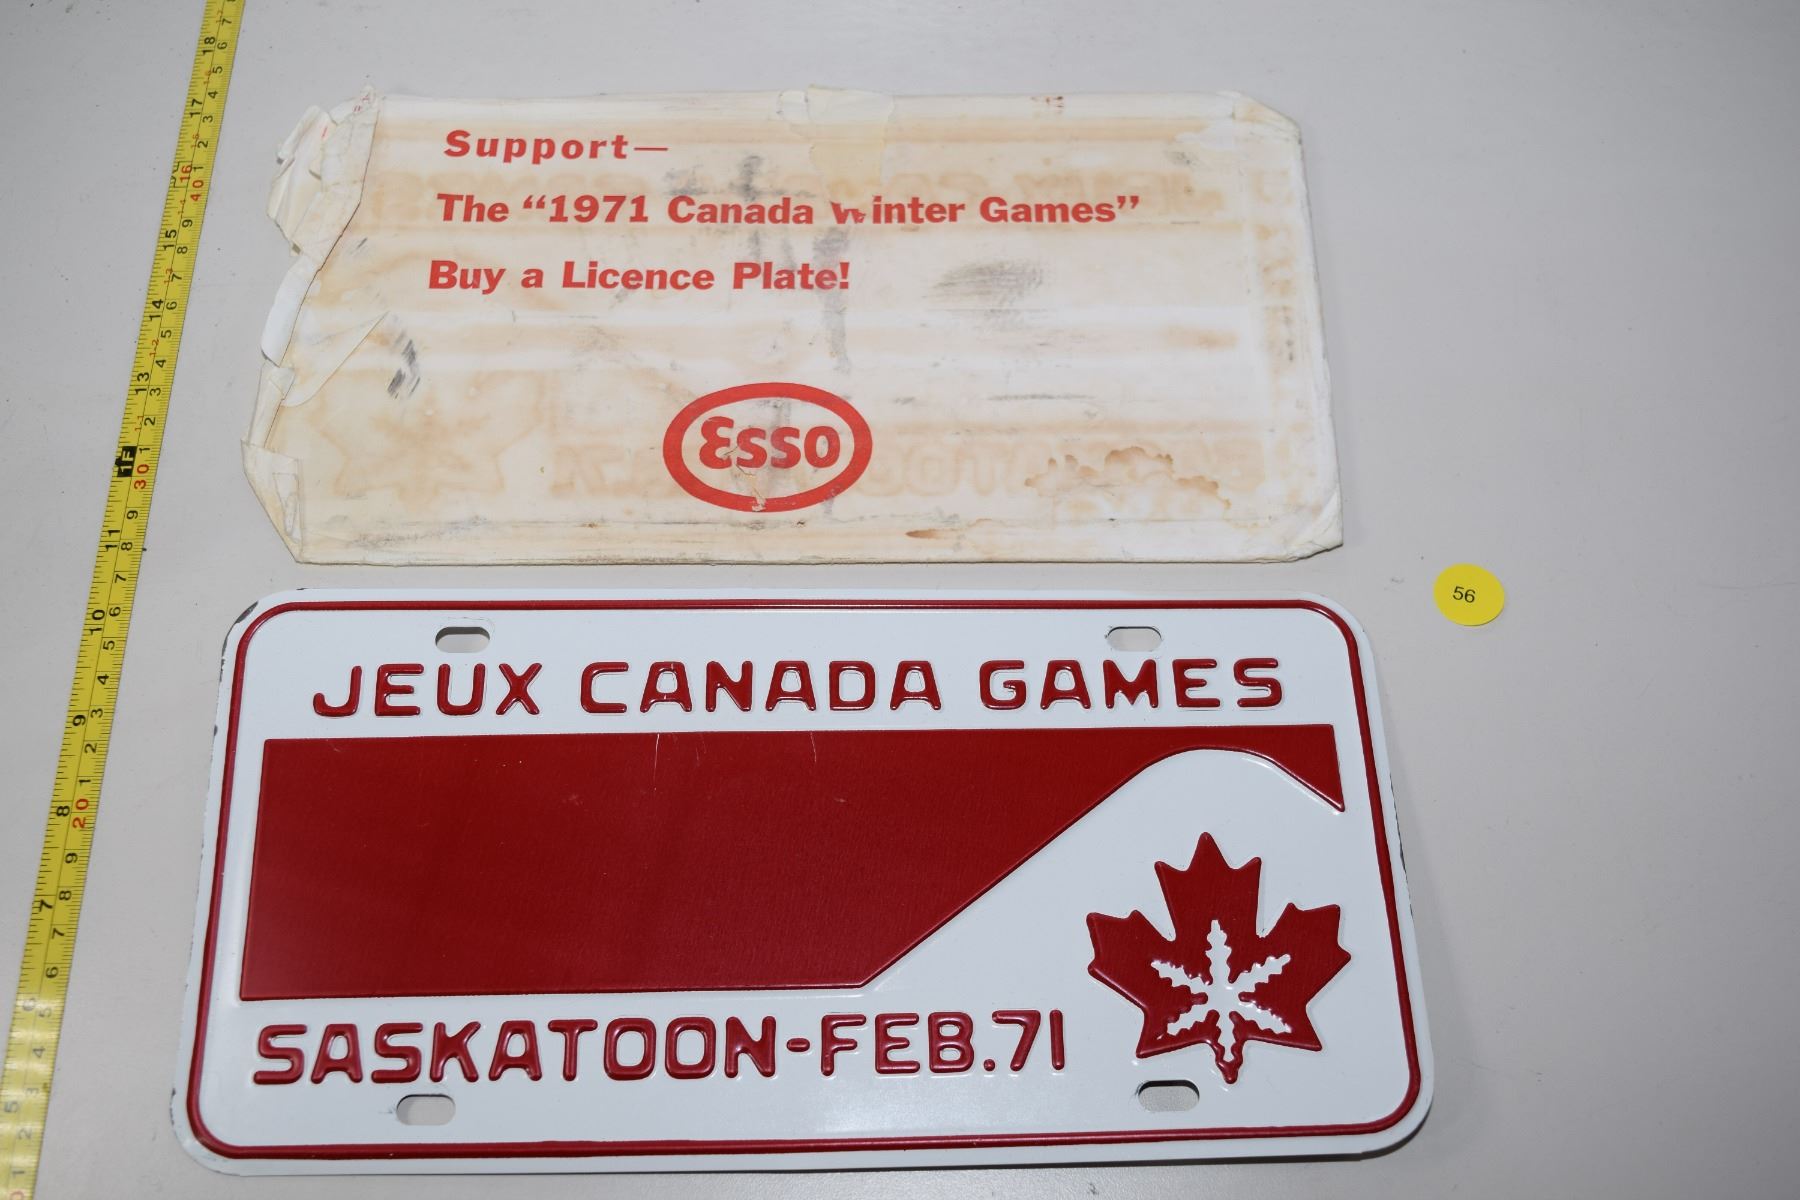 Support—
The “1971 Canada Winter Games”
Buy a Licence Plate!
Esso
56
JEUX CANADA GAMES
SASKATOON-FEB.71